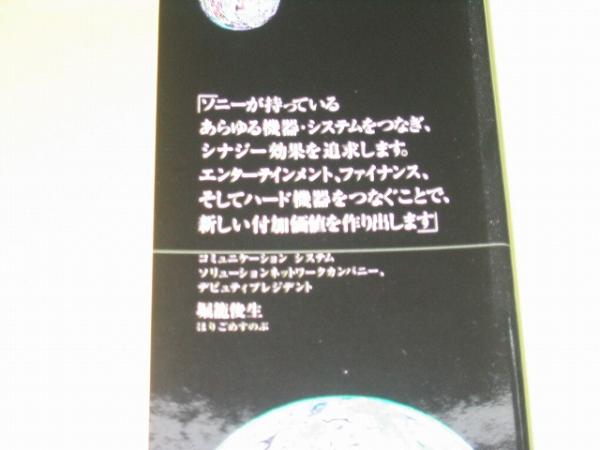 「ソニーが持っている
あらゆる機器・システムをつなぎ、
シナジー効果を追求します。
エンターテインメント、ファイナンス、
そしてハード機器をつなぐことで、
新しい付加価値を作り出します」
コミュニケーション システム
ソリューションネットワークカンパニー、
デピュティプレジデント
堀籠俊生
ほりごめすのぶ